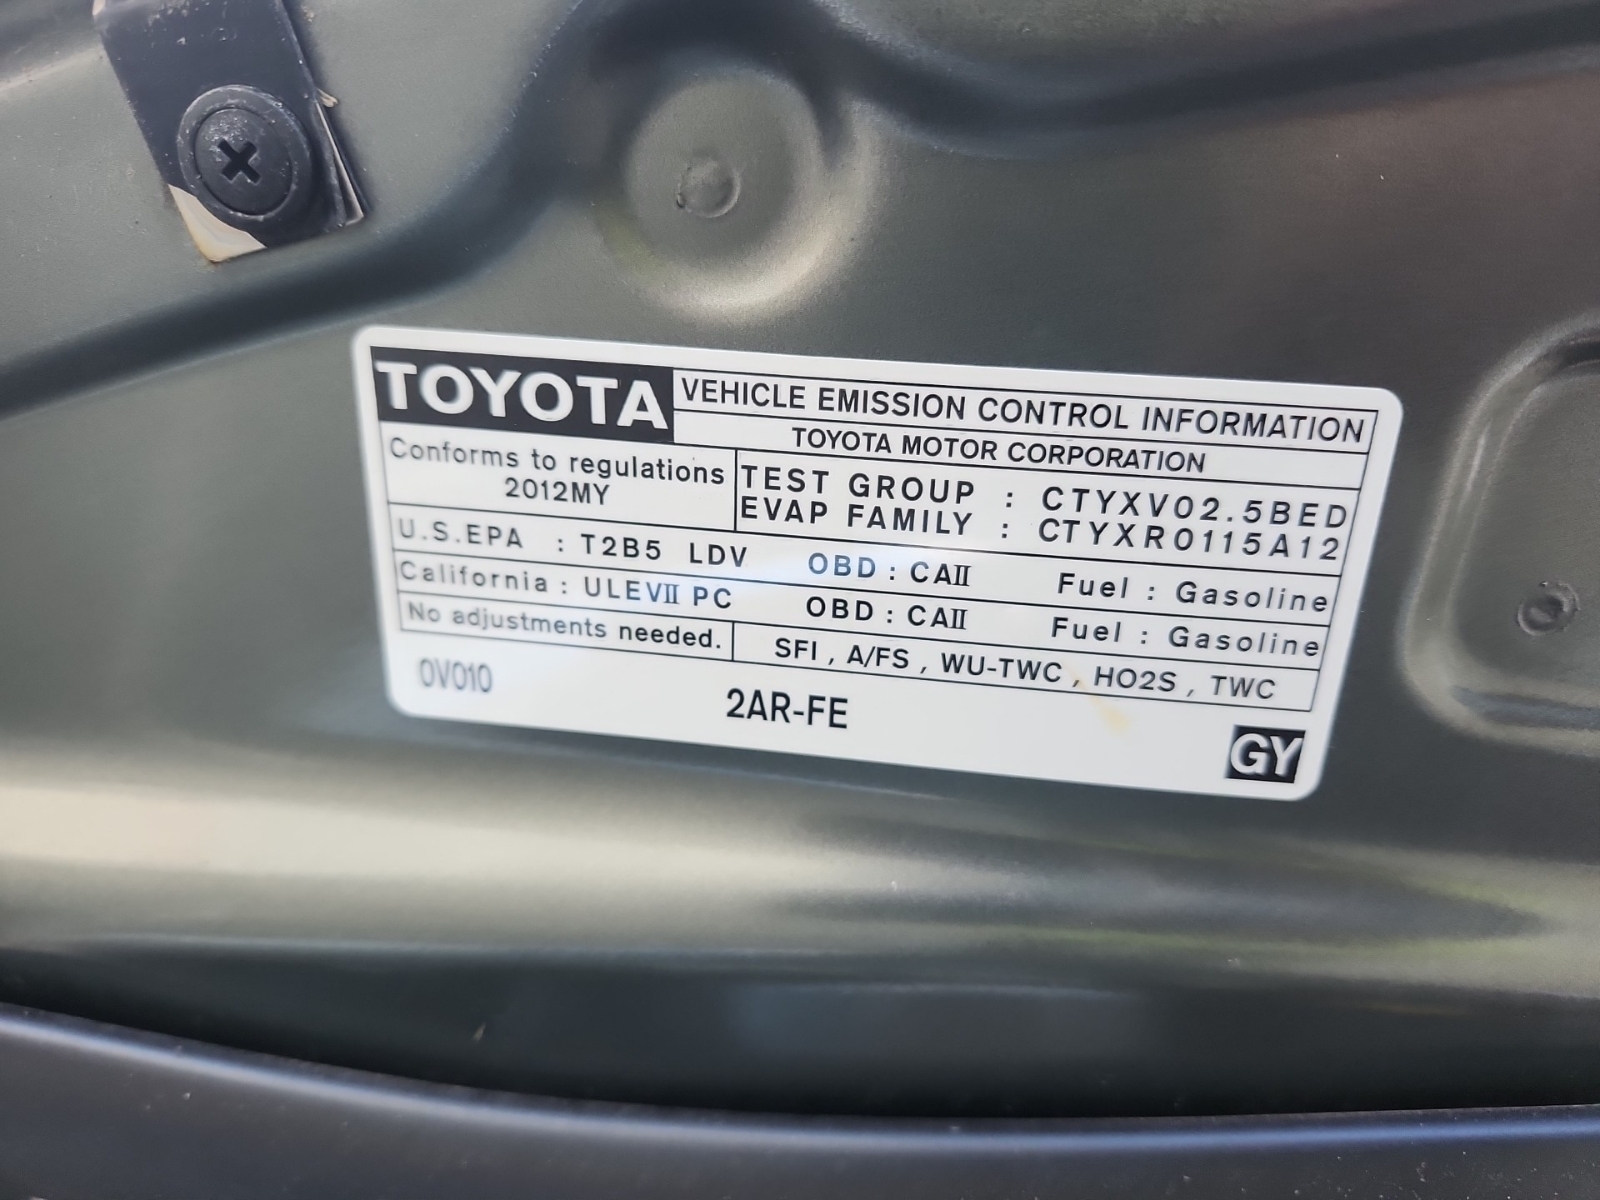 TOYOTA
VEHICLE EMISSION CONTROL INFORMATION
TOYOTA MOTOR CORPORATION
Conforms to regulations
2012MY
TEST GROUP : CTYXV02.5BED
EVAP FAMILY : CTYXR0115A12
U.S.EPA : T2B5 LDV OBD : CAII Fuel : Gasoline
California : ULEVII PC OBD : CAII Fuel : Gasoline
No adjustments needed.
SFI , A/FS , WU-TWC , HO2S , TWC
0V010
2AR-FE
GY